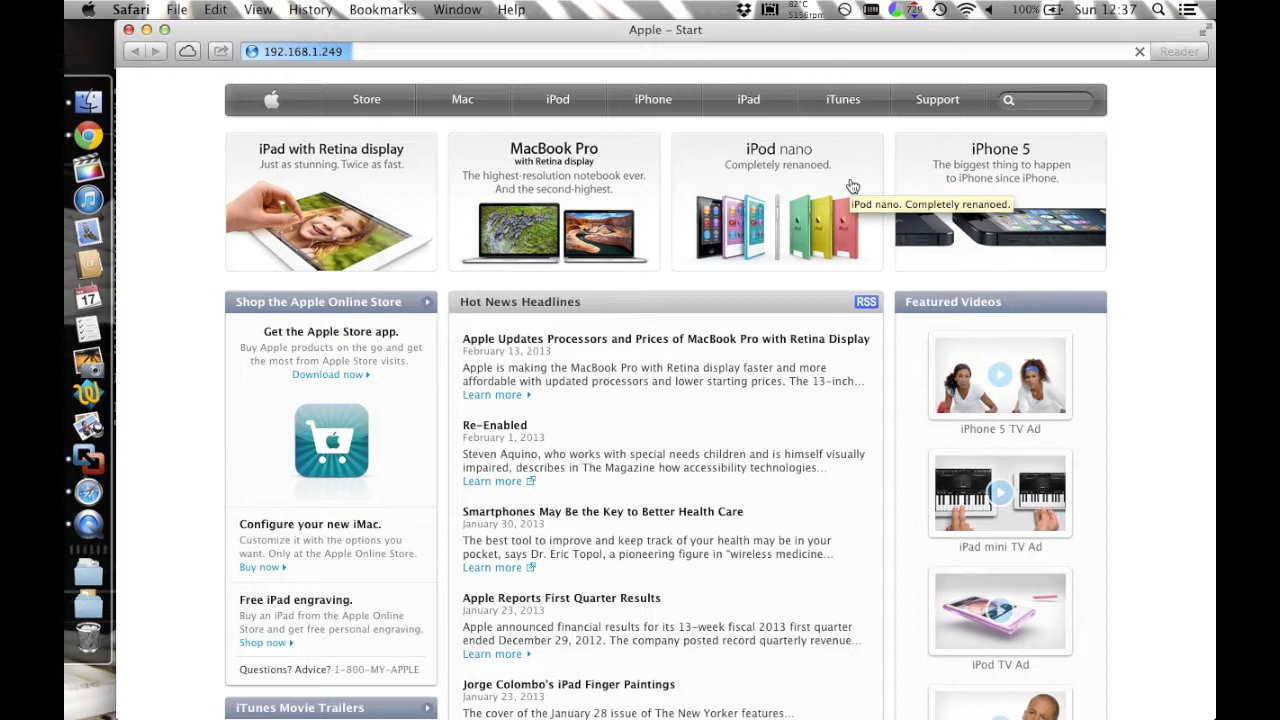 Safari File Edit View History Bookmarks Window Help 82°C 5156rpm 729 100% Sun 12:37
Apple – Start
192.168.1.249 Reader
Store Mac iPod iPhone iPad iTunes Support
iPad with Retina display
Just as stunning. Twice as fast.
MacBook Pro
with Retina display
The highest-resolution notebook ever.
And the second-highest.
iPod nano
Completely renanoed.
iPod nano. Completely renanoed.
iPhone 5
The biggest thing to happen
to iPhone since iPhone.
Shop the Apple Online Store
Get the Apple Store app.
Buy Apple products on the go and get
the most from Apple Store visits.
Download now
Configure your new iMac.
Customize it with the options you
want. Only at the Apple Online Store.
Buy now
Free iPad engraving.
Buy an iPad from the Apple Online
Store and get free personal engraving.
Shop now
Questions? Advice? 1-800-MY-APPLE
iTunes Movie Trailers
Hot News Headlines RSS
Apple Updates Processors and Prices of MacBook Pro with Retina Display
February 13, 2013
Apple is making the MacBook Pro with Retina display faster and more
affordable with updated processors and lower starting prices. The 13-inch...
Learn more
Re-Enabled
February 1, 2013
Steven Aquino, who works with special needs children and is himself visually
impaired, describes in The Magazine how accessibility technologies...
Learn more
Smartphones May Be the Key to Better Health Care
January 30, 2013
The best tool to improve and keep track of your health may be in your
pocket, says Dr. Eric Topol, a pioneering figure in "wireless medicine...
Learn more
Apple Reports First Quarter Results
January 23, 2013
Apple announced financial results for its 13-week fiscal 2013 first quarter
ended December 29, 2012. The company posted record quarterly revenue...
Learn more
Jorge Colombo's iPad Finger Paintings
January 23, 2013
The cover of the January 28 issue of The New Yorker features...
Featured Videos
iPhone 5 TV Ad
iPad mini TV Ad
iPod TV Ad
17